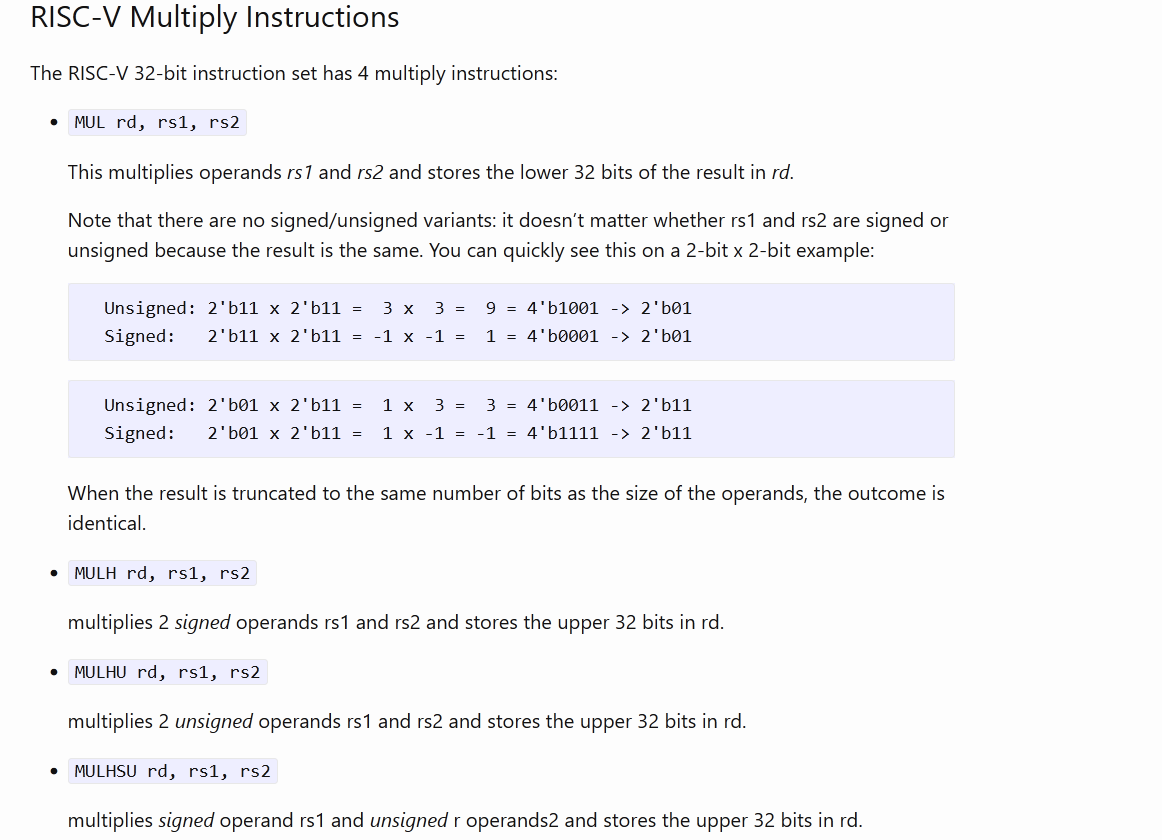 RISC-V Multiply Instructions
The RISC-V 32-bit instruction set has 4 multiply instructions:
• MUL rd, rs1, rs2
This multiplies operands rs1 and rs2 and stores the lower 32 bits of the result in rd.
Note that there are no signed/unsigned variants: it doesn’t matter whether rs1 and rs2 are signed or
unsigned because the result is the same. You can quickly see this on a 2-bit x 2-bit example:
Unsigned: 2'b11 x 2'b11 =  3 x  3 =  9 = 4'b1001 -> 2'b01
Signed:   2'b11 x 2'b11 = -1 x -1 =  1 = 4'b0001 -> 2'b01
Unsigned: 2'b01 x 2'b11 =  1 x  3 =  3 = 4'b0011 -> 2'b11
Signed:   2'b01 x 2'b11 =  1 x -1 = -1 = 4'b1111 -> 2'b11
When the result is truncated to the same number of bits as the size of the operands, the outcome is
identical.
• MULH rd, rs1, rs2
multiplies 2 signed operands rs1 and rs2 and stores the upper 32 bits in rd.
• MULHU rd, rs1, rs2
multiplies 2 unsigned operands rs1 and rs2 and stores the upper 32 bits in rd.
• MULHSU rd, rs1, rs2
multiplies signed operand rs1 and unsigned r operands2 and stores the upper 32 bits in rd.